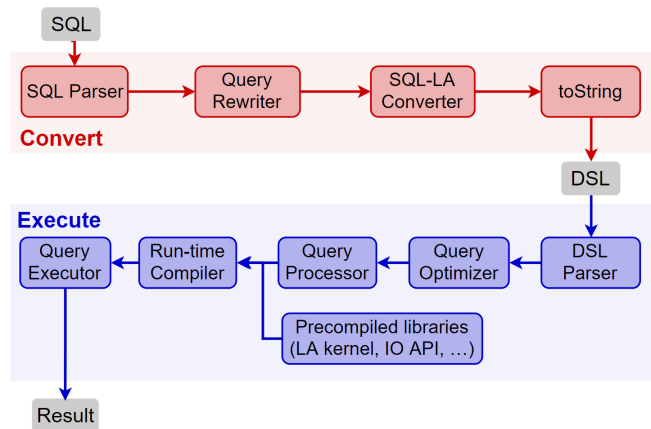 SQL
SQL Parser
Query
Rewriter
SQL-LA
Converter
toString
Convert
DSL
Execute
Query
Executor
Run-time
Compiler
Query
Processor
Query
Optimizer
DSL
Parser
Precompiled libraries
(LA kernel, IO API, …)
Result